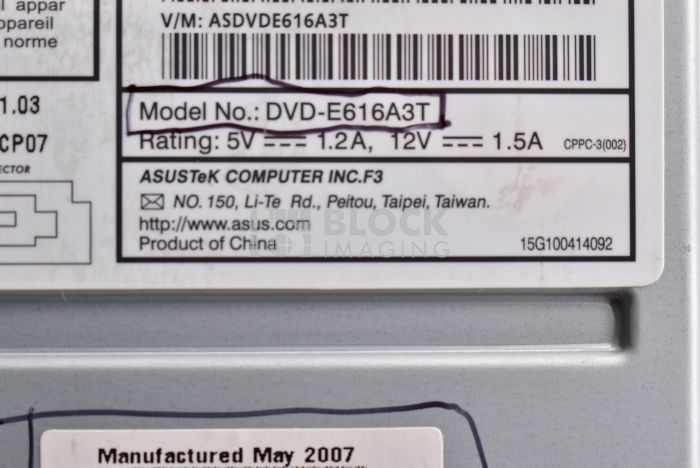 al appar
appareil
norme
V/M: ASDVDE616A3T
1.03
CP07
ECTOR
Model No.: DVD-E616A3T
Rating: 5V 1.2A, 12V 1.5A CPPC-3(002)
ASUSTeK COMPUTER INC.F3
NO. 150, Li-Te Rd., Peitou, Taipei, Taiwan.
http://www.asus.com
Product of China 15G100414092
BLOCK
IMAGING
Manufactured May 2007